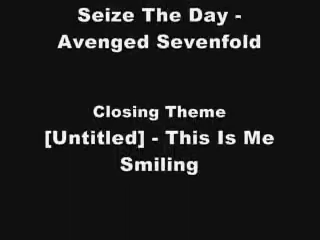 Seize The Day -
Avenged Sevenfold
Closing Theme
[Untitled] - This Is Me
Smiling